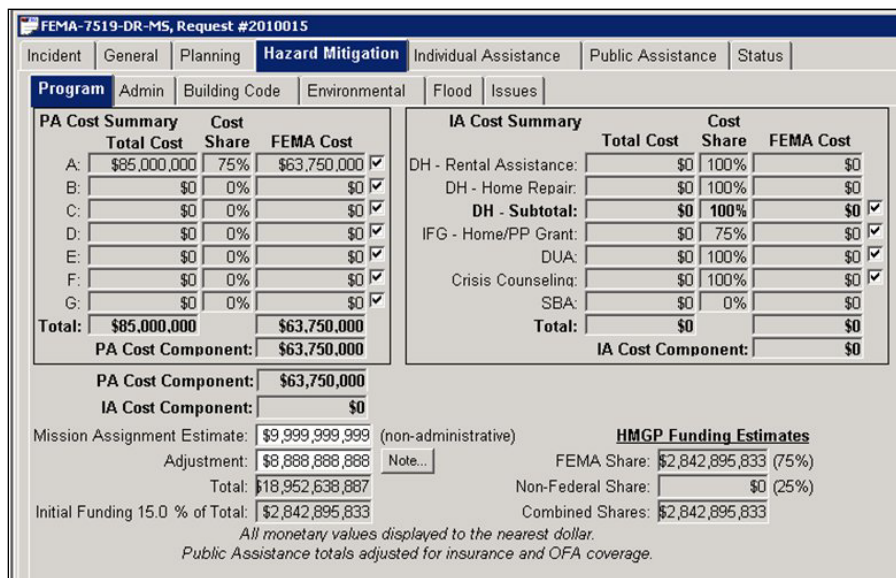 FEMA-7519-DR-MS, Request #2010015
Incident General Planning Hazard Mitigation Individual Assistance Public Assistance Status
Program Admin Building Code Environmental Flood Issues
PA Cost Summary
Total Cost Cost Share FEMA Cost
A: $85,000,000 75% $63,750,000
B: $0 0% $0
C: $0 0% $0
D: $0 0% $0
E: $0 0% $0
F: $0 0% $0
G: $0 0% $0
Total: $85,000,000 $63,750,000
PA Cost Component: $63,750,000
IA Cost Summary
Total Cost Cost Share FEMA Cost
DH - Rental Assistance: $0 100% $0
DH - Home Repair: $0 100% $0
DH - Subtotal: $0 100% $0
IFG - Home/PP Grant: $0 75% $0
DUA: $0 100% $0
Crisis Counseling: $0 100% $0
SBA: $0 0% $0
Total: $0 $0
IA Cost Component: $0
PA Cost Component: $63,750,000
IA Cost Component: $0
Mission Assignment Estimate: $9,999,999,999 (non-administrative)
Adjustment: $8,888,888,888 Note...
Total: $18,952,638,887
Initial Funding 15.0 % of Total: $2,842,895,833
HMGP Funding Estimates
FEMA Share: $2,842,895,833 (75%)
Non-Federal Share: $0 (25%)
Combined Shares: $2,842,895,833
All monetary values displayed to the nearest dollar.
Public Assistance totals adjusted for insurance and OFA coverage.